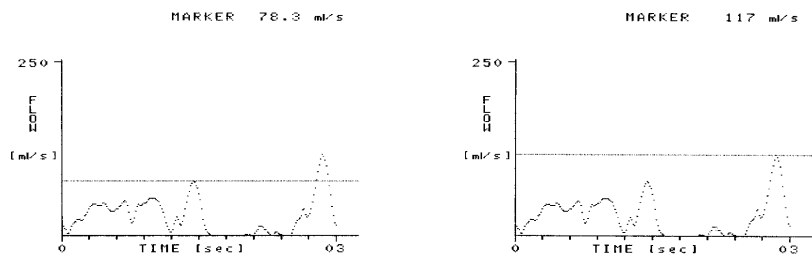 MARKER 78.3 ml/s
250
FLOW
[ml/s]
0
TIME [sec]
03
MARKER 117 ml/s
250
FLOW
[ml/s]
0
TIME [sec]
03